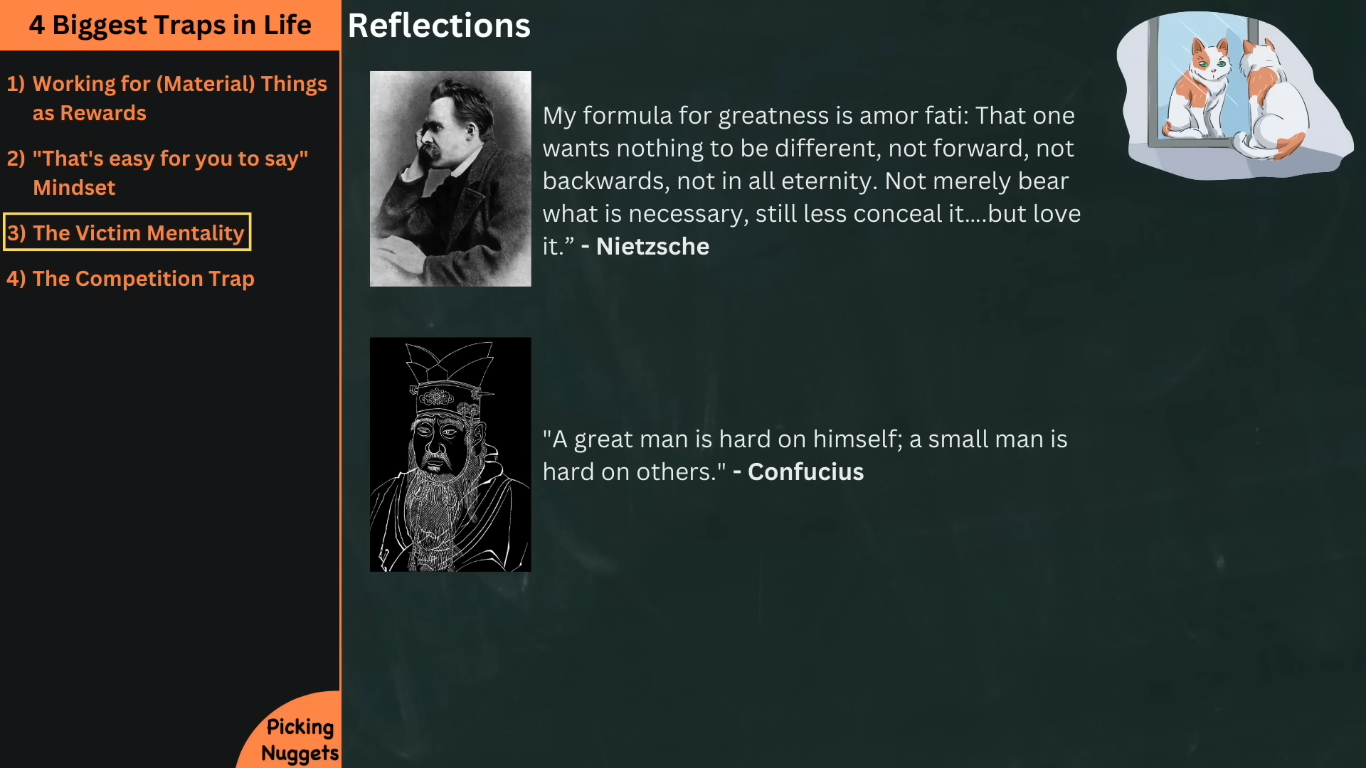 4 Biggest Traps in Life
1) Working for (Material) Things
as Rewards
2) "That's easy for you to say"
Mindset
3) The Victim Mentality
4) The Competition Trap
Picking
Nuggets
Reflections
My formula for greatness is amor fati: That one
wants nothing to be different, not forward, not
backwards, not in all eternity. Not merely bear
what is necessary, still less conceal it....but love
it.” - Nietzsche
"A great man is hard on himself; a small man is
hard on others." - Confucius